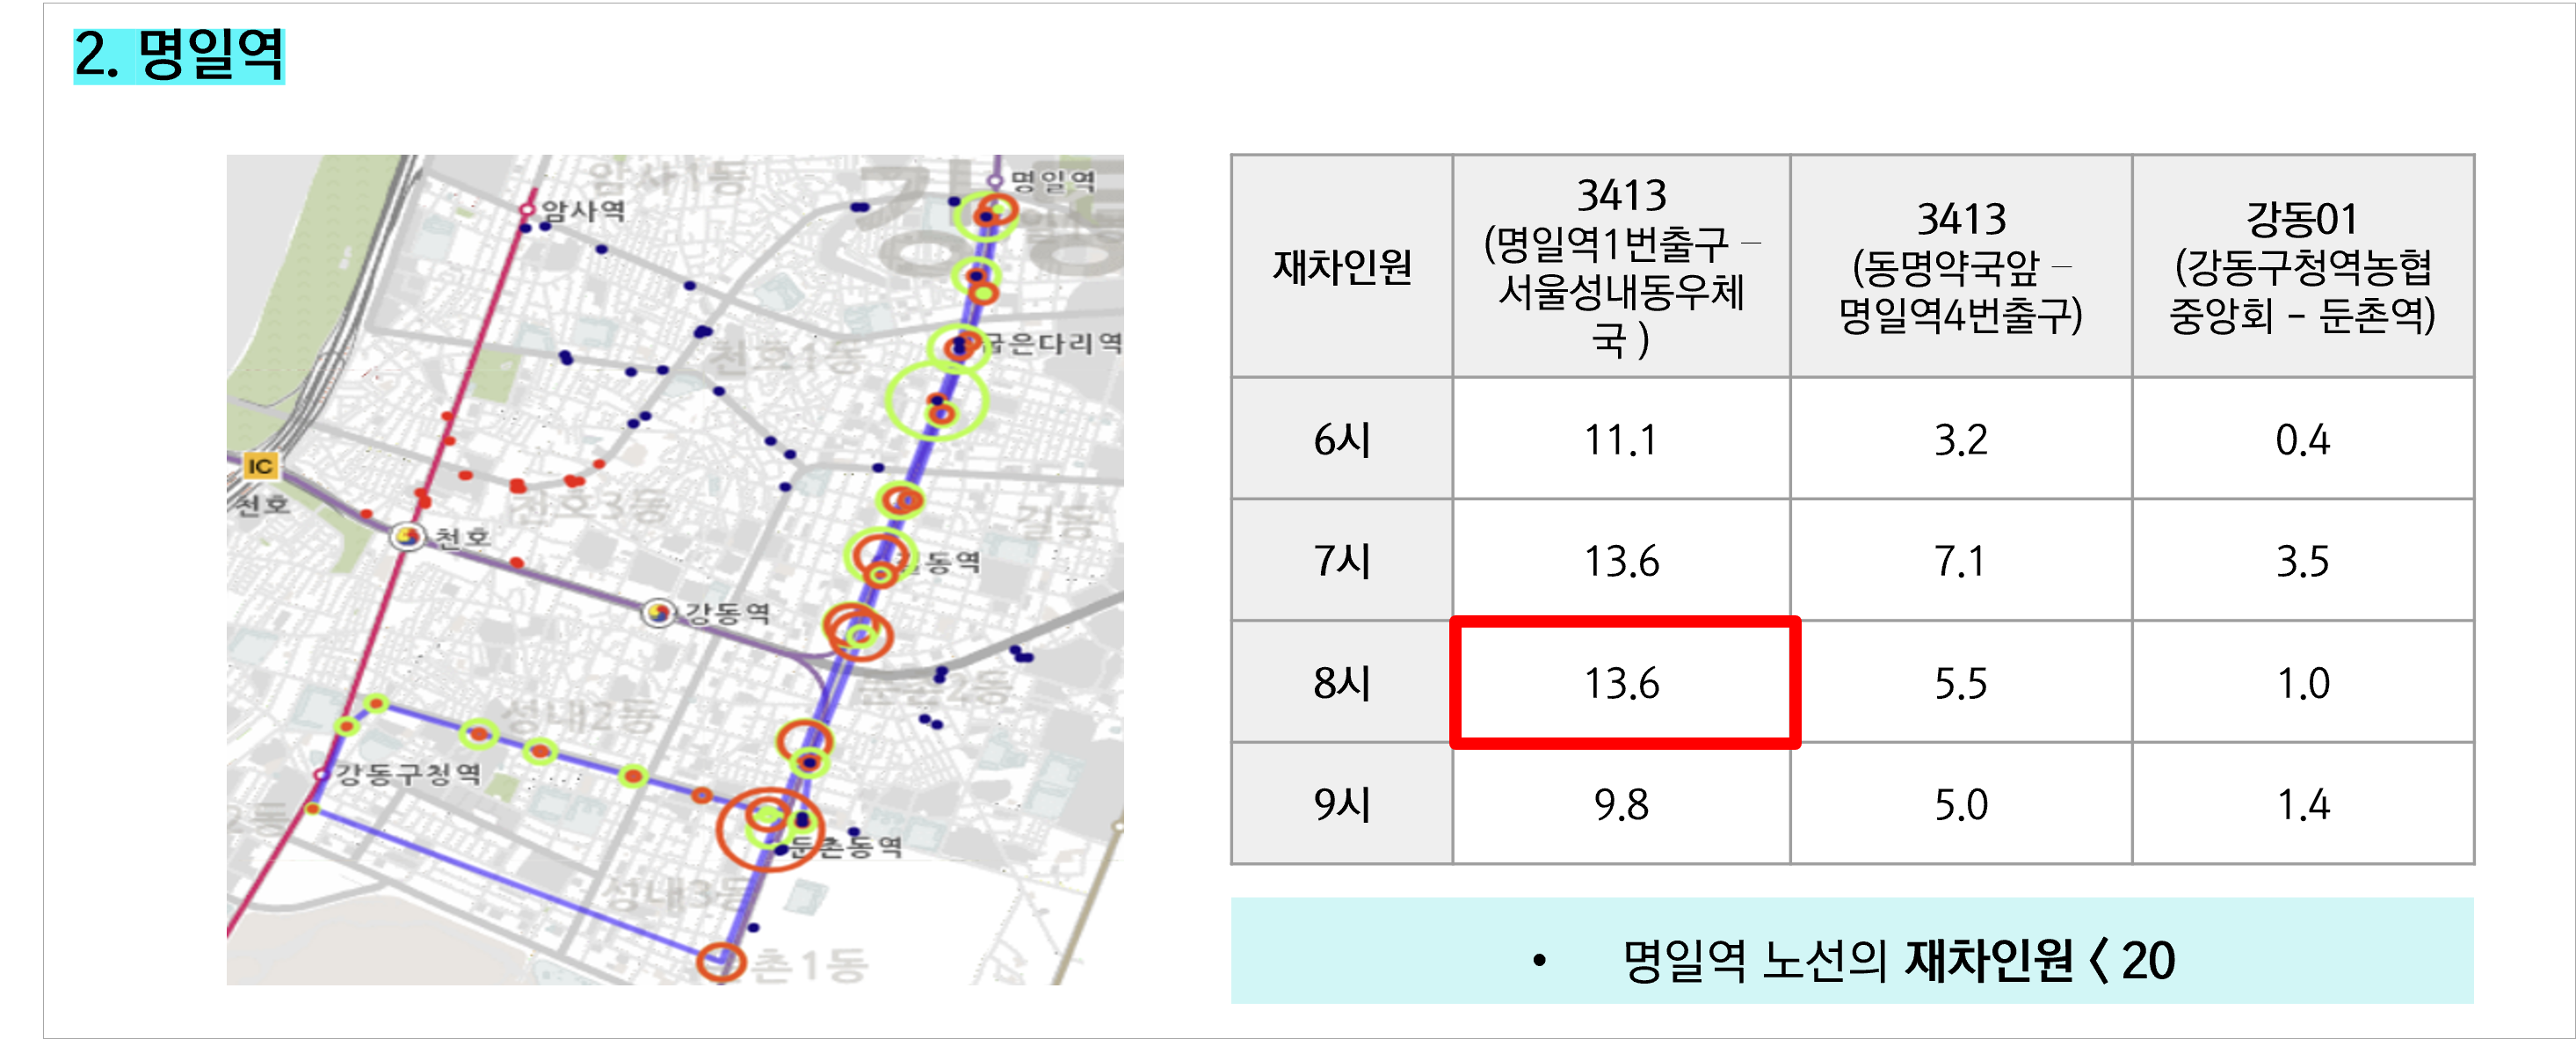 2. 명일역
암사1동
강동
명일역
암사역
굽은다리역
천호1동
IC
천호
천호3동
길동
천호
길동역
강동역
둔촌2동
성내2동
강동구청역
2동
둔촌동역
성내3동
촌1동
재차인원
3413
(명일역1번출구 –
서울성내동우체
국 )
3413
(동명약국앞 –
명일역4번출구)
강동01
(강동구청역농협
중앙회 - 둔촌역)
6시 11.1 3.2 0.4
7시 13.6 7.1 3.5
8시 13.6 5.5 1.0
9시 9.8 5.0 1.4
• 명일역 노선의 재차인원 < 20